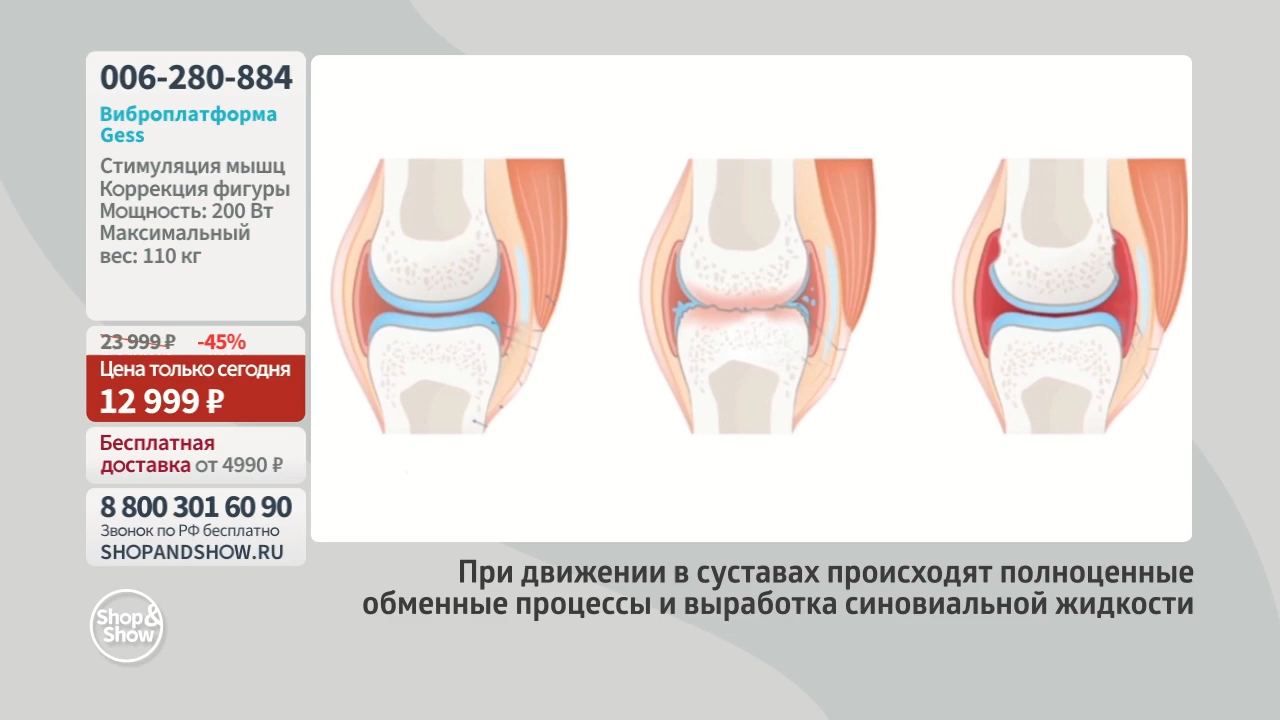 006-280-884
Виброплатформа
Gess
Стимуляция мышц
Коррекция фигуры
Мощность: 200 Вт
Максимальный
вес: 110 кг
23 999 ₽ -45%
Цена только сегодня
12 999 ₽
Бесплатная
доставка от 4990 ₽
8 800 301 60 90
Звонок по РФ бесплатно
SHOPANDSHOW.RU
Shop&
Show
При движении в суставах происходят полноценные
обменные процессы и выработка синовиальной жидкости